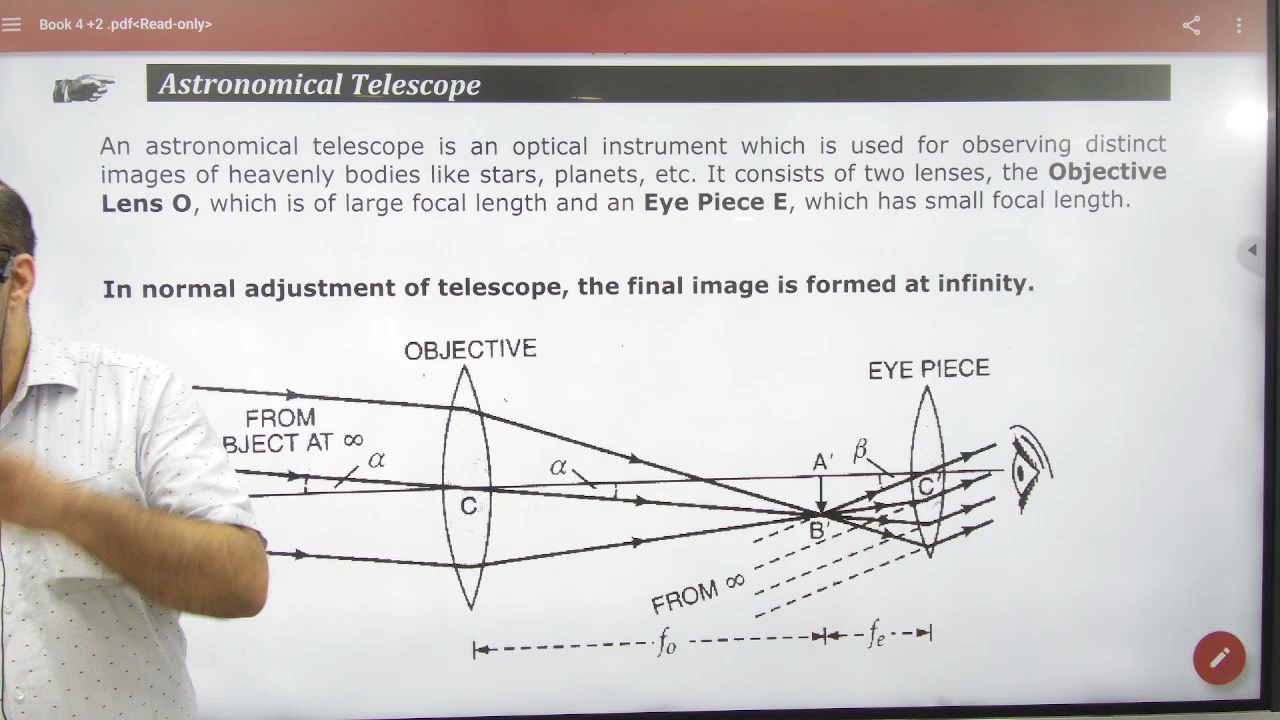 Book 4 +2 .pdf<Read-only>
Astronomical Telescope
An astronomical telescope is an optical instrument which is used for observing distinct
images of heavenly bodies like stars, planets, etc. It consists of two lenses, the Objective
Lens O, which is of large focal length and an Eye Piece E, which has small focal length.
In normal adjustment of telescope, the final image is formed at infinity.
OBJECTIVE
EYE PIECE
FROM
BJECT AT ∞
α
α
A'
β
C
C'
B'
FROM ∞
fo
fe